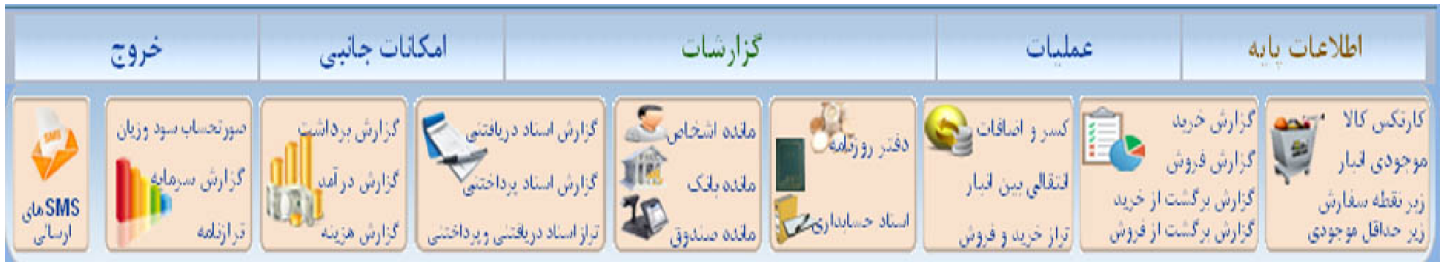 اطلاعات پایه
عملیات
گزارشات
امکانات جانبی
خروج
کارتکس کالا
موجودی انبار
زیر نقطه سفارش
زیر حداقل موجودی
گزارش خرید
گزارش فروش
گزارش برگشت از خرید
گزارش برگشت از فروش
کسر و اضافات
انتقالی بین انبار
تراز خرید و فروش
دفتر روزنامه
اسناد حسابداری
مانده اشخاص
مانده بانک
مانده صندوق
گزارش اسناد دریافتنی
گزارش اسناد پرداختنی
تراز اسناد دریافتنی و پرداختنی
گزارش برداشت
گزارش درآمد
گزارش هزینه
صورتحساب سود و زیان
گزارش سرمایه
ترازنامه
SMS
SMS های
ارسالی